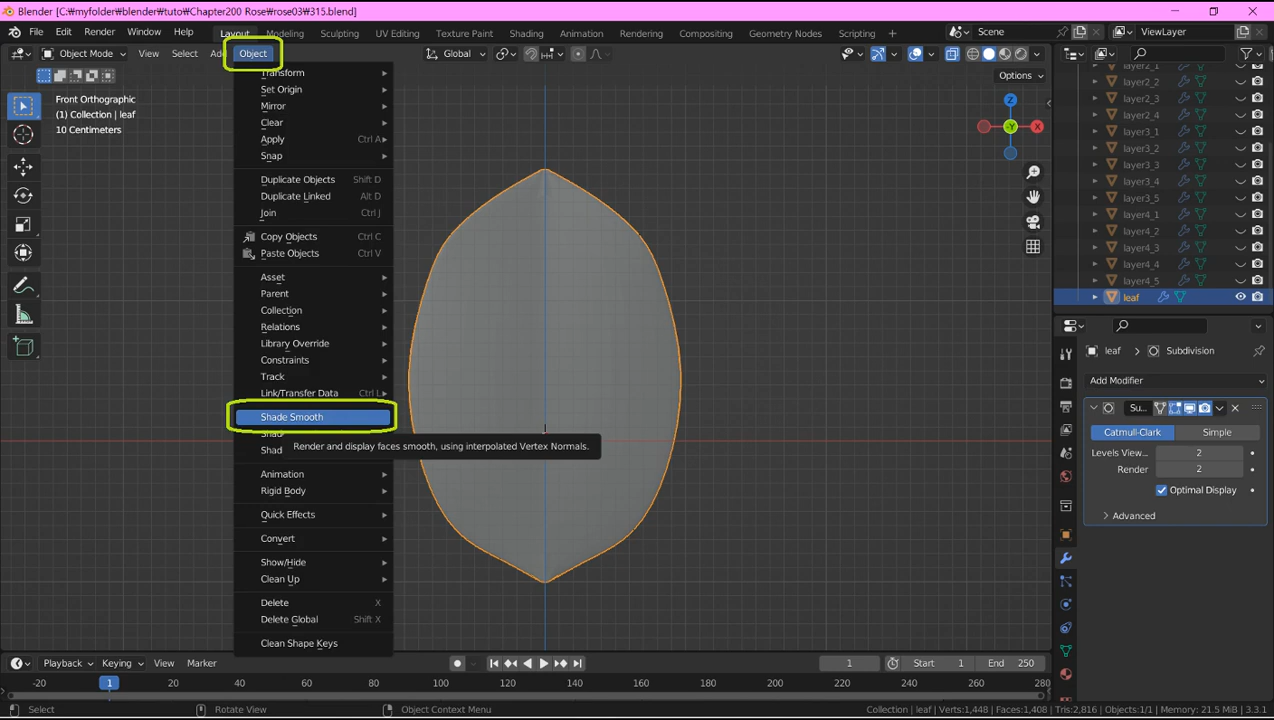 Blender [C:₩myfolder₩blender₩tuto₩Chapter200 Rose₩rose03₩315.blend]
File Edit Render Window Help Layout Modeling Sculpting UV Editing Texture Paint Shading Animation Rendering Compositing Geometry Nodes Scripting + Scene ViewLayer
Object Mode View Select Add Object Global
Options
Front Orthographic
(1) Collection | leaf
10 Centimeters
Transform
Set Origin
Mirror
Clear
Apply Ctrl A
Snap
Duplicate Objects Shift D
Duplicate Linked Alt D
Join Ctrl J
Copy Objects Ctrl C
Paste Objects Ctrl V
Asset
Parent
Collection
Relations
Library Override
Constraints
Track
Link/Transfer Data Ctrl L
Shade Smooth
Shad
Shad
Render and display faces smooth, using interpolated Vertex Normals.
Animation
Rigid Body
Quick Effects
Convert
Show/Hide
Clean Up
Delete X
Delete Global Shift X
Clean Shape Keys
Z
-Y
X
layer2_1
layer2_2
layer2_3
layer2_4
layer3_1
layer3_2
layer3_3
layer3_4
layer3_5
layer4_1
layer4_2
layer4_3
layer4_4
layer4_5
leaf
leaf > Subdivision
Add Modifier
Su...
Catmull-Clark Simple
Levels View... 2
Render 2
Optimal Display
Advanced
Playback Keying View Marker 1 Start 1 End 250
-20 1 20 40 60 80 100 120 140 160 180 200 220 240 260 280
Select Rotate View Object Context Menu Collection | leaf | Verts:1,448 | Faces:1,408 | Tris:2,816 | Objects:1/1 | Memory: 21.5 MiB | 3.3.1